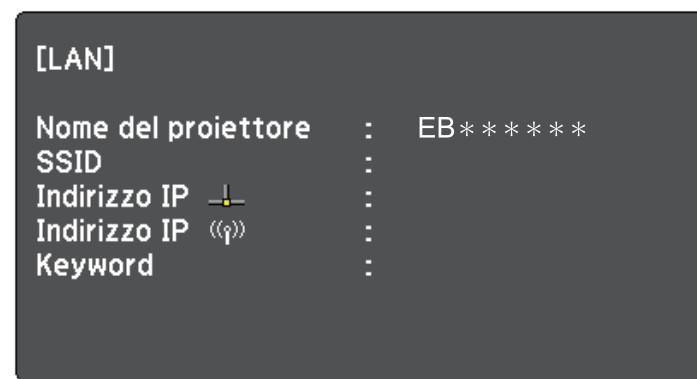 [LAN]
Nome del proiettore : EB******
SSID :
Indirizzo IP :
Indirizzo IP :
Keyword :